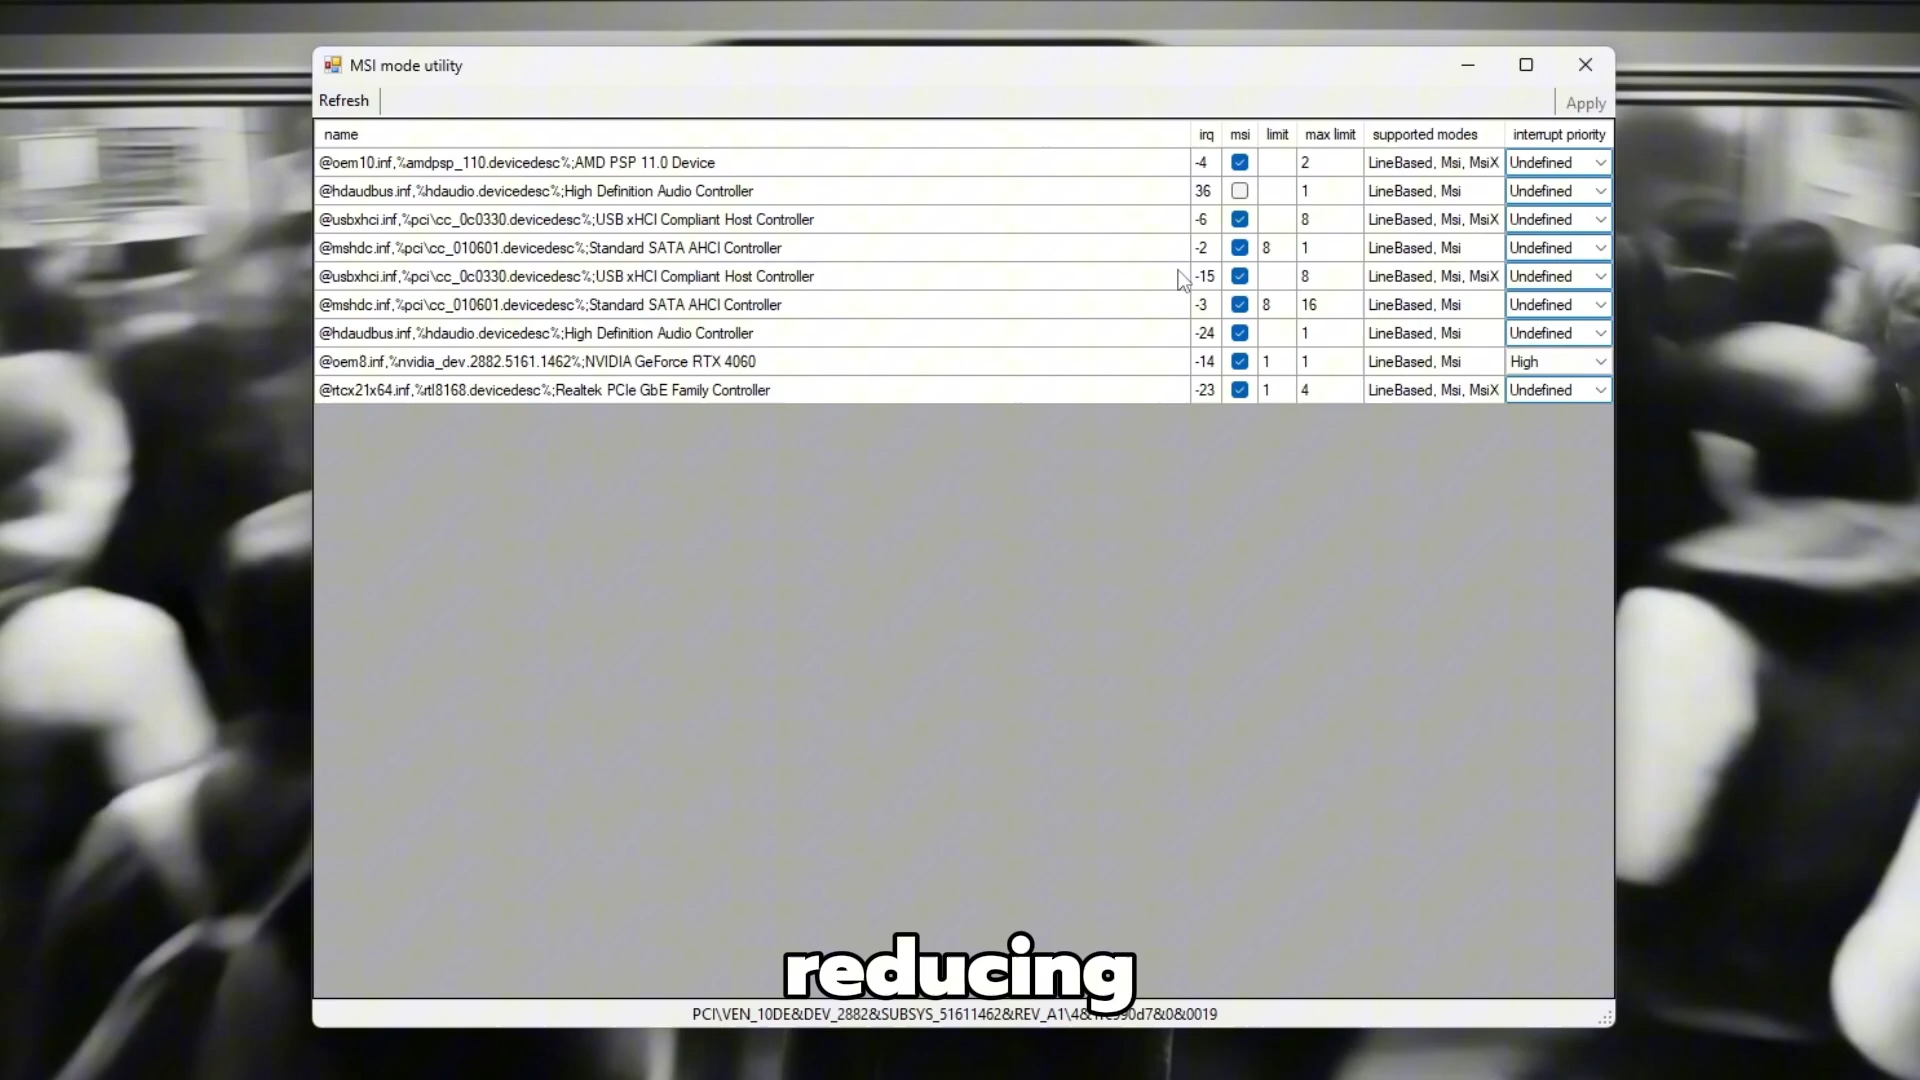 MSI mode utility
Refresh
Apply
name irq msi limit max limit supported modes interrupt priority
@oem10.inf,%amdpsp_110.devicedesc%;AMD PSP 11.0 Device -4 2 LineBased, Msi, MsiX Undefined
@hdaudbus.inf,%hdaudio.devicedesc%;High Definition Audio Controller 36 1 LineBased, Msi Undefined
@usbxhci.inf,%pci\cc_0c0330.devicedesc%;USB xHCI Compliant Host Controller -6 8 LineBased, Msi, MsiX Undefined
@mshdc.inf,%pci\cc_010601.devicedesc%;Standard SATA AHCI Controller -2 8 1 LineBased, Msi Undefined
@usbxhci.inf,%pci\cc_0c0330.devicedesc%;USB xHCI Compliant Host Controller -15 8 LineBased, Msi, MsiX Undefined
@mshdc.inf,%pci\cc_010601.devicedesc%;Standard SATA AHCI Controller -3 8 16 LineBased, Msi Undefined
@hdaudbus.inf,%hdaudio.devicedesc%;High Definition Audio Controller -24 1 LineBased, Msi Undefined
@oem8.inf,%nvidia_dev.2882.5161.1462%;NVIDIA GeForce RTX 4060 -14 1 1 LineBased, Msi High
@rtcx21x64.inf,%rtl8168.devicedesc%;Realtek PCIe GbE Family Controller -23 1 4 LineBased, Msi, MsiX Undefined
reducing